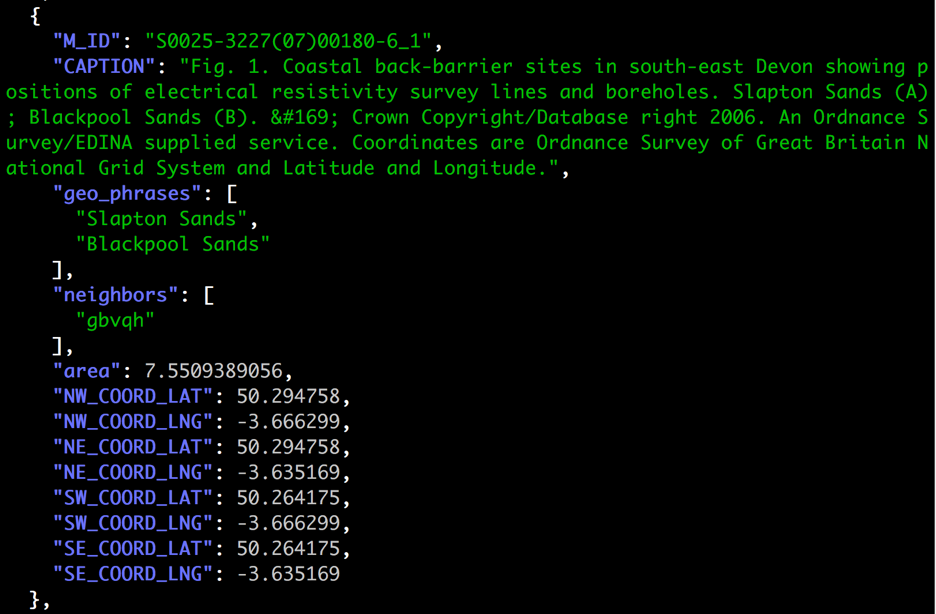 {
"M_ID": "S0025-3227(07)00180-6_1",
"CAPTION": "Fig. 1. Coastal back-barrier sites in south-east Devon showing p
ositions of electrical resistivity survey lines and boreholes. Slapton Sands (A)
; Blackpool Sands (B). &#169; Crown Copyright/Database right 2006. An Ordnance S
urvey/EDINA supplied service. Coordinates are Ordnance Survey of Great Britain N
ational Grid System and Latitude and Longitude.",
"geo_phrases": [
"Slapton Sands",
"Blackpool Sands"
],
"neighbors": [
"gbvqh"
],
"area": 7.5509389056,
"NW_COORD_LAT": 50.294758,
"NW_COORD_LNG": -3.666299,
"NE_COORD_LAT": 50.294758,
"NE_COORD_LNG": -3.635169,
"SW_COORD_LAT": 50.264175,
"SW_COORD_LNG": -3.666299,
"SE_COORD_LAT": 50.264175,
"SE_COORD_LNG": -3.635169
},